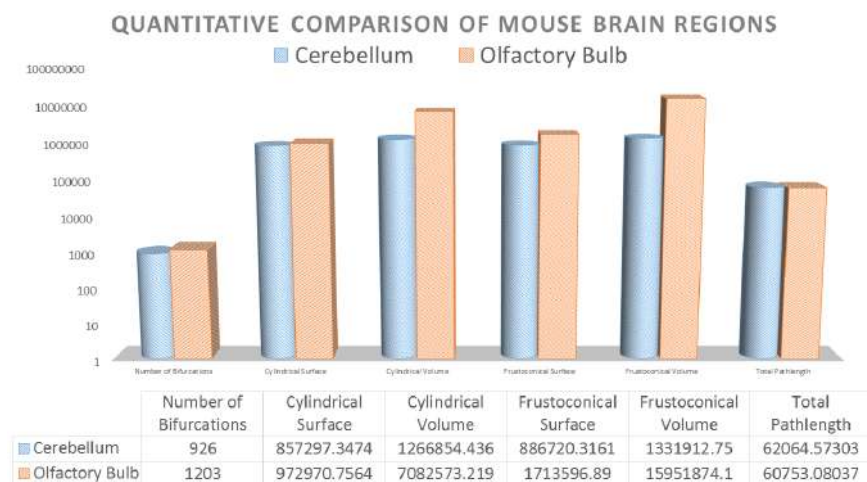 QUANTITATIVE COMPARISON OF MOUSE BRAIN REGIONS
Cerebellum Olfactory Bulb
100000000
10000000
1000000
100000
10000
1000
100
10
1
Number of Bifurcations Cylindrical Surface Cylindrical Volume Frustoconical Surface Frustoconical Volume Total Pathlength
Number of Bifurcations Cylindrical Surface Cylindrical Volume Frustoconical Surface Frustoconical Volume Total Pathlength
Cerebellum 926 857297.3474 1266854.436 886720.3161 1331912.75 62064.57303
Olfactory Bulb 1203 972970.7564 7082573.219 1713596.89 15951874.1 60753.08037